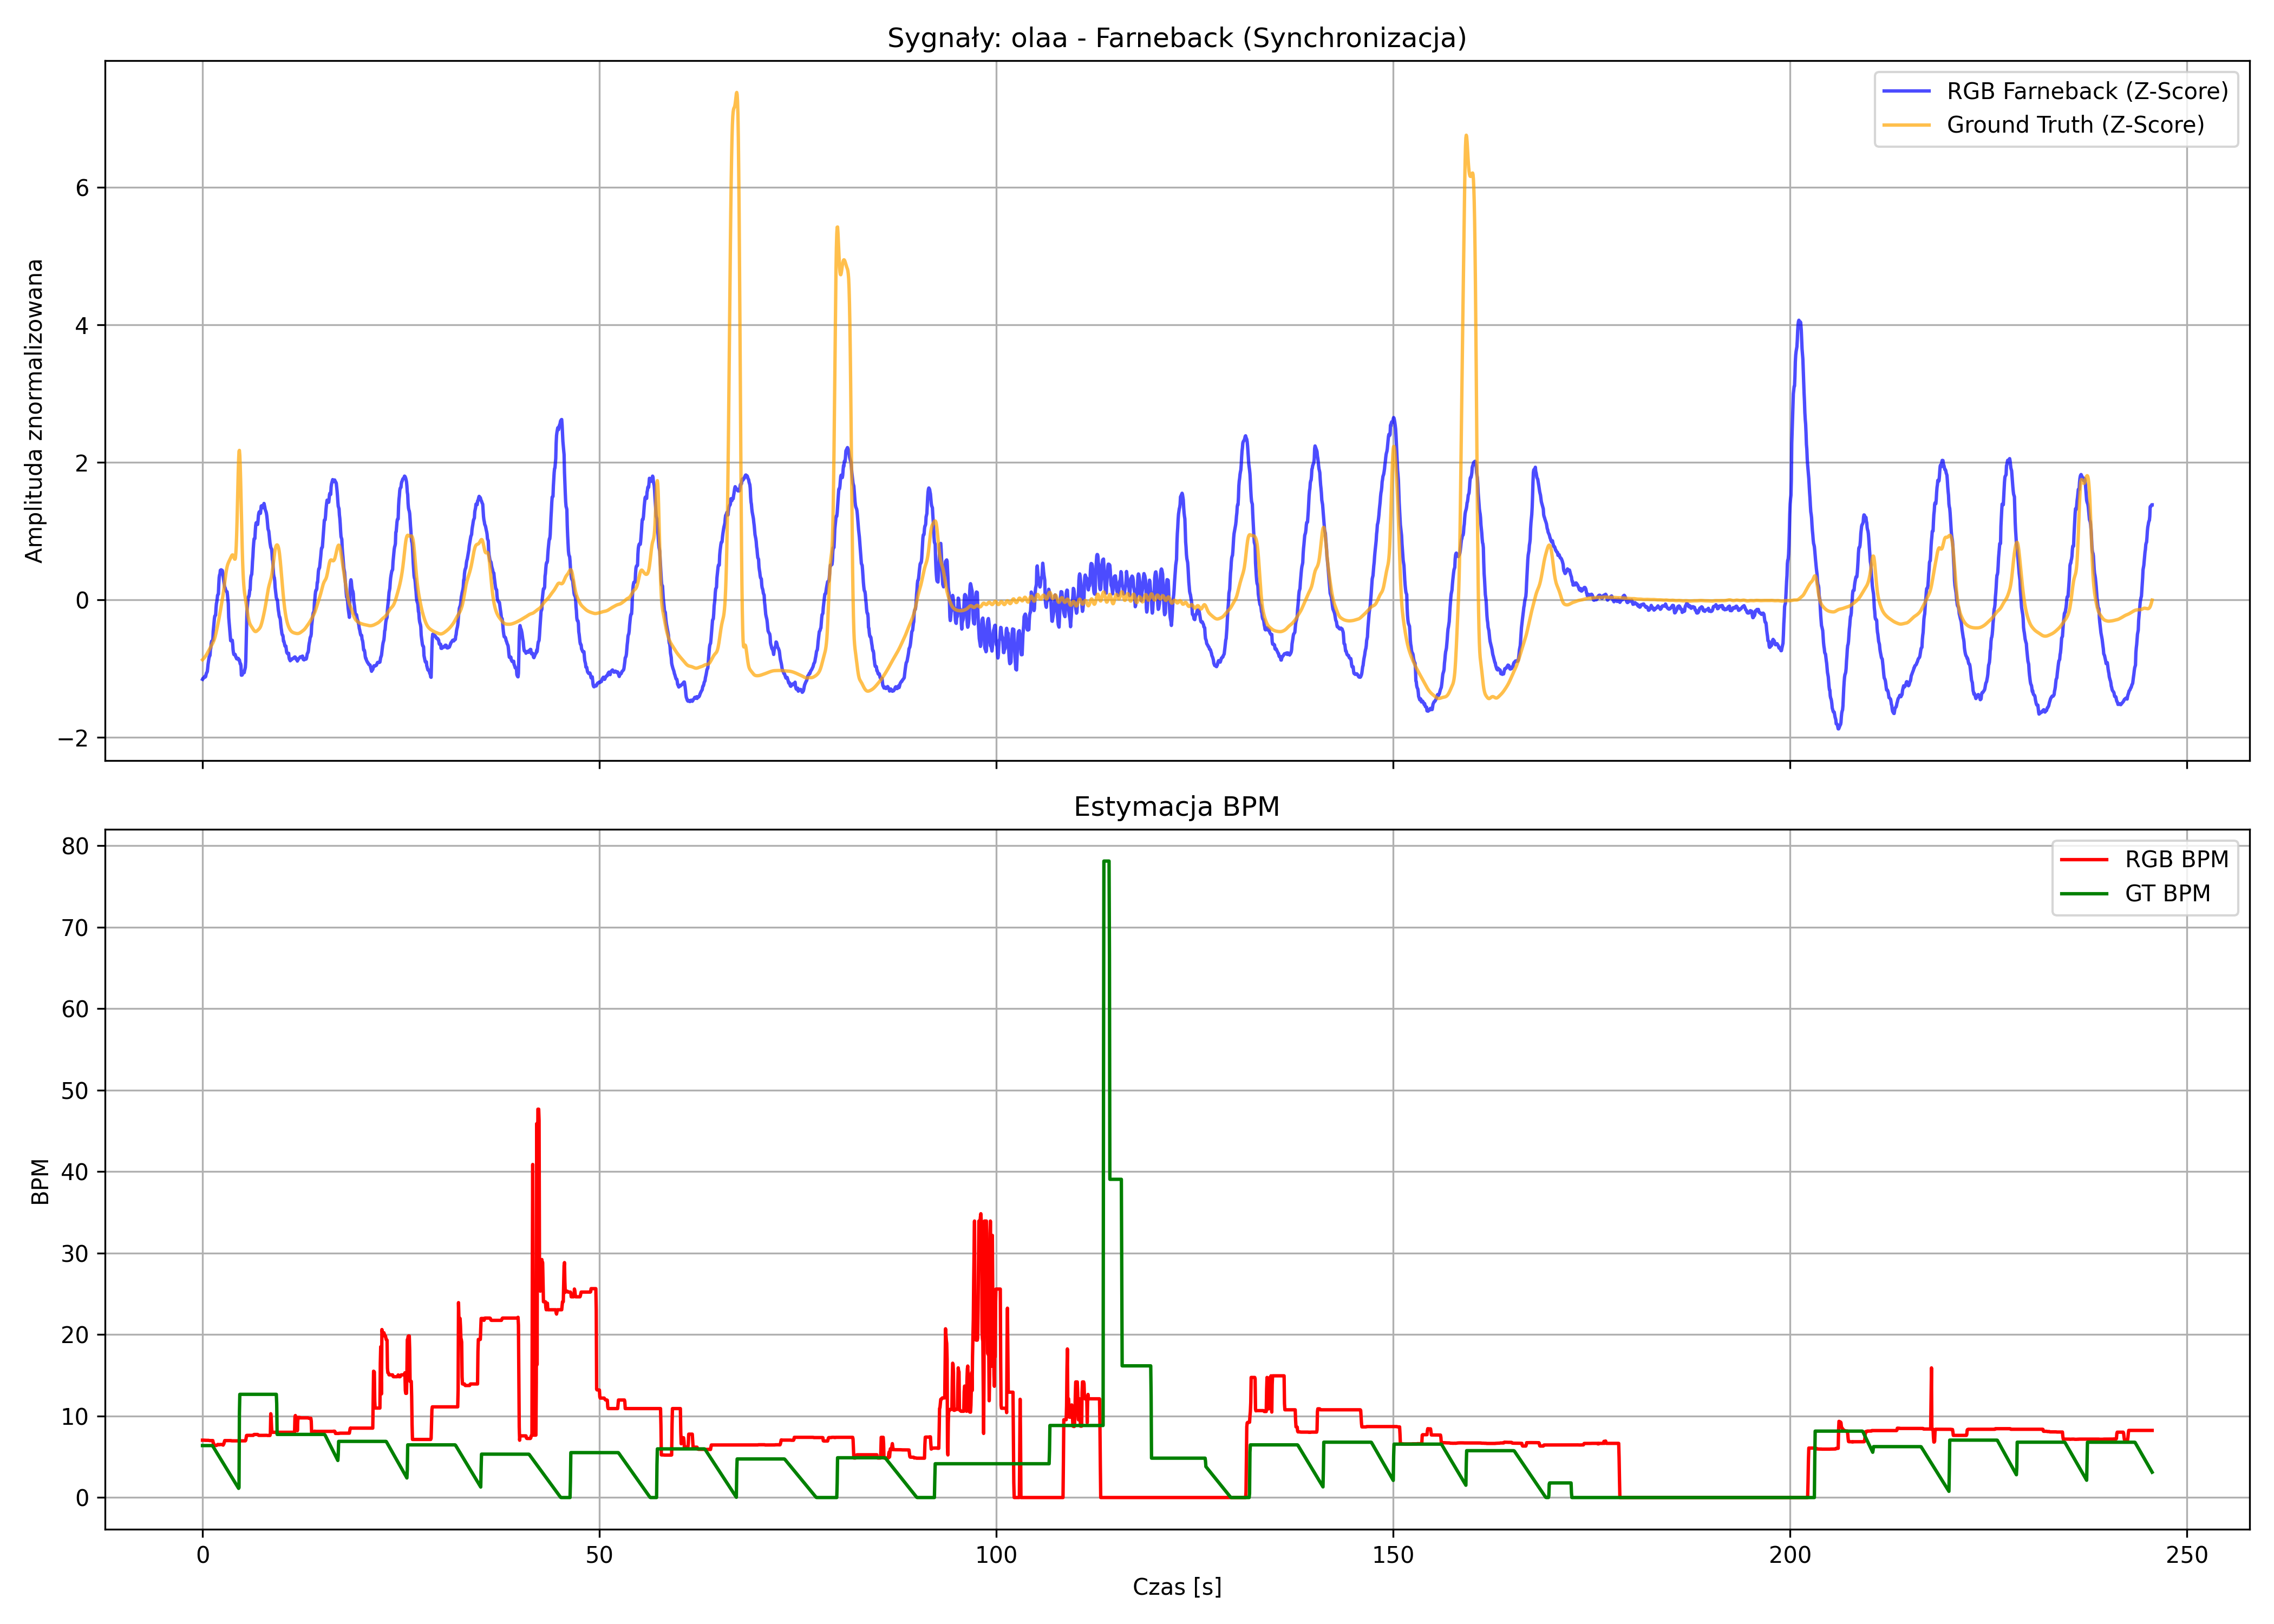 Sygnały: olaa - Farneback (Synchronizacja)
RGB Farneback (Z-Score)
Ground Truth (Z-Score)
Amplituda znormalizowana
6
4
2
0
−2
Estymacja BPM
RGB BPM
GT BPM
BPM
80
70
60
50
40
30
20
10
0
0 50 100 150 200 250
Czas [s]